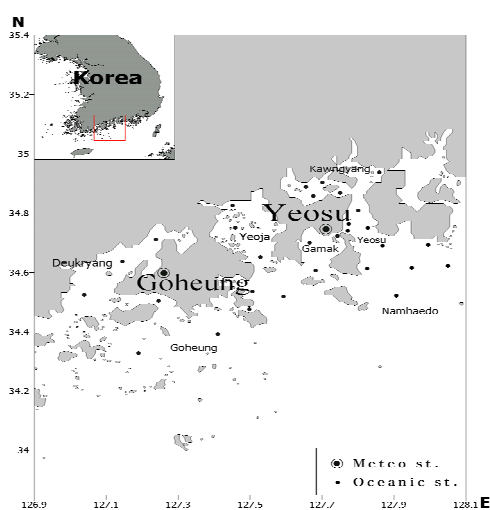 N
35.4
Korea
35.2
35
Kawngyang
34.8
Yeosu
Yeoja
Gamak
Yeosu
Deukryang
34.6
Goheung
Namhaedo
34.4
Goheung
34.2
34
Meteo st.
Oceanic st.
126.9 127.1 127.3 127.5 127.7 127.9 128.1 E